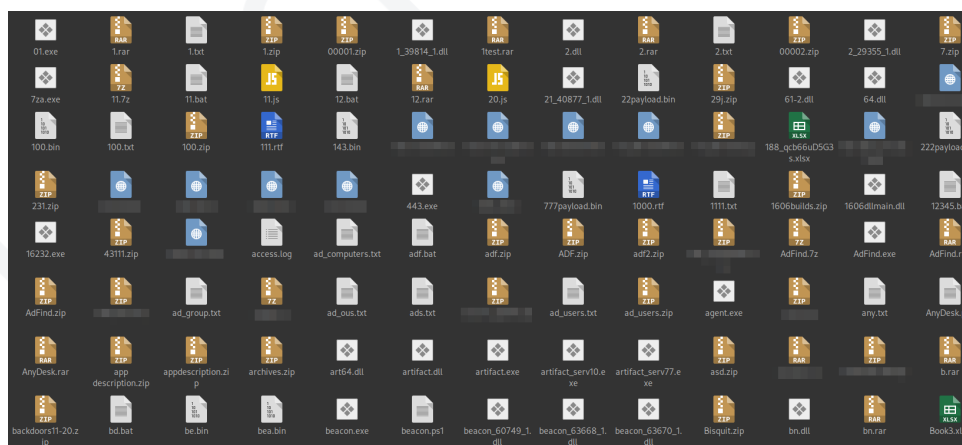 01.exe 1.rar 1.txt 1.zip 00001.zip 1_39814_1.dll 1test.rar 2.dll 2.rar 2.txt 00002.zip 2_29355_1.dll 7.zip
7za.exe 11.7z 11.bat 11.js 12.bat 12.rar 20.js 21_40877_1.dll 22payload.bin 29j.zip 61-2.dll 64.dll
100.bin 100.txt 100.zip 111.rtf 143.bin 188_qcb66uD5G3 222payload
s.xlsx
231.zip 443.exe 777payload.bin 1000.rtf 1111.txt 1606builds.zip 1606dllmain.dll 12345.b
16232.exe 43111.zip access.log ad_computers.txt adf.bat adf.zip ADF.zip adf2.zip AdFind.7z AdFind.exe AdFind.r
AdFind.zip ad_group.txt ad_ous.txt ads.txt ad_users.txt ad_users.zip agent.exe any.txt AnyDesk.
AnyDesk.rar app appdescription.zi archives.zip art64.dll artifact.dll artifact.exe artifact_serv10.e artifact_serv77.e asd.zip b.rar
description.zip p xe xe
backdoors11-20.z bd.bat be.bin bea.bin beacon.exe beacon.ps1 beacon_60749_1. beacon_63668_1. beacon_63670_1. Bisquit.zip bn.dll bn.rar Book3.xl
ip dll dll dll